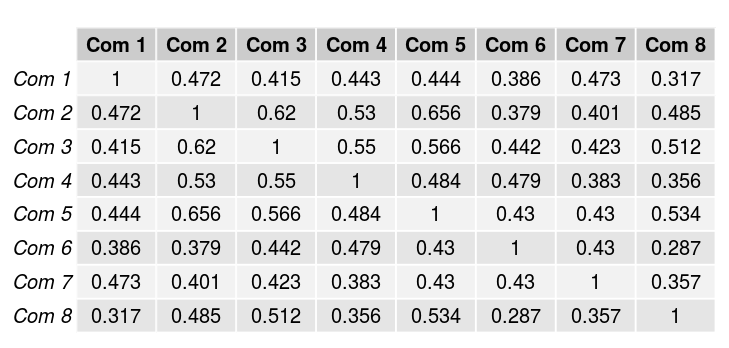 Com 1 Com 2 Com 3 Com 4 Com 5 Com 6 Com 7 Com 8
Com 1 1 0.472 0.415 0.443 0.444 0.386 0.473 0.317
Com 2 0.472 1 0.62 0.53 0.656 0.379 0.401 0.485
Com 3 0.415 0.62 1 0.55 0.566 0.442 0.423 0.512
Com 4 0.443 0.53 0.55 1 0.484 0.479 0.383 0.356
Com 5 0.444 0.656 0.566 0.484 1 0.43 0.43 0.534
Com 6 0.386 0.379 0.442 0.479 0.43 1 0.43 0.287
Com 7 0.473 0.401 0.423 0.383 0.43 0.43 1 0.357
Com 8 0.317 0.485 0.512 0.356 0.534 0.287 0.357 1